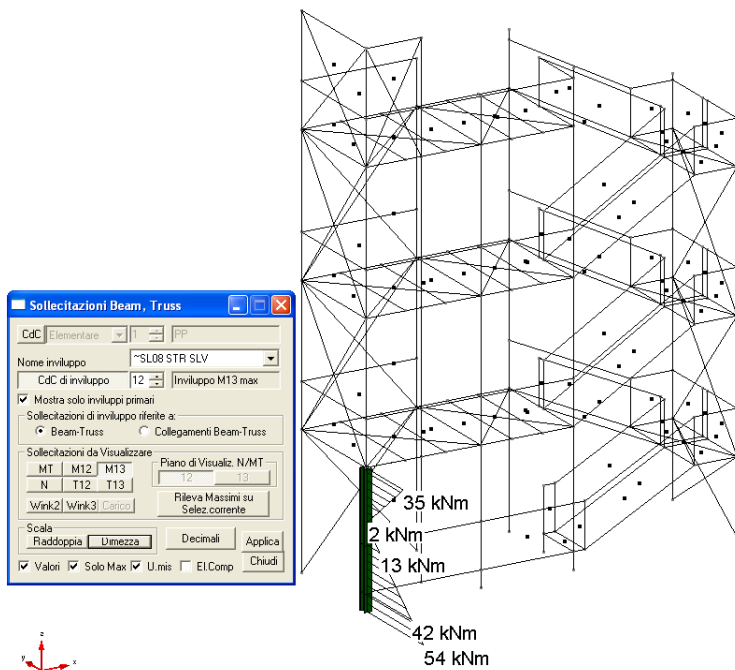 Sollecitazioni Beam, Truss
CdC Elementare 1 PP
Nome inviluppo ~SL08 STR SLV
CdC di inviluppo 12 Inviluppo M13 max
Mostra solo inviluppi primari
Sollecitazioni di inviluppo riferite a:
Beam-Truss Collegamenti Beam-Truss
Sollecitazioni da Visualizzare
MT M12 M13
N T12 T13
Wink2 Wink3 Carico
Piano di Visualiz. N/MT
12 13
Rileva Massimi su
Selez.corrente
Scala
Raddoppia Dimezza
Decimali
Applica
Chiudi
Valori Solo Max U.mis El.Comp
35 kNm
2 kNm
13 kNm
42 kNm
54 kNm
z
y
x